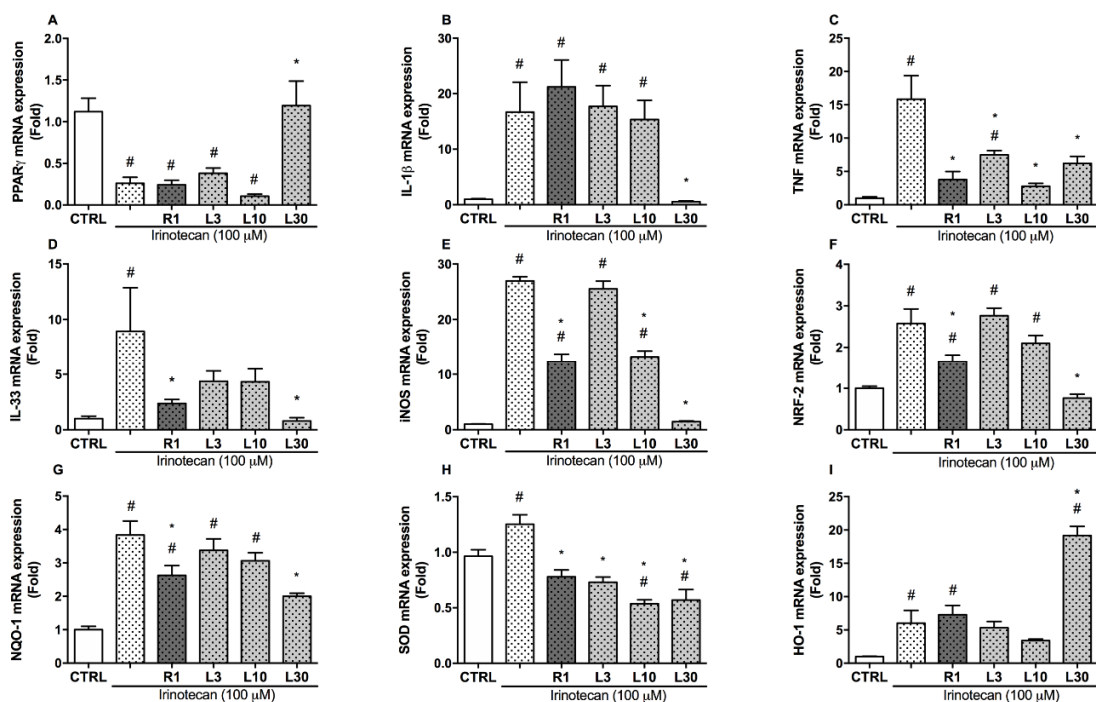 A
PPARγ mRNA expression
(Fold)
1.5
1.0
0.5
0.0
#
#
#
#
*
CTRL R1 L3 L10 L30
Irinotecan (100 μM)
B
IL-1β mRNA expression
(Fold)
30
20
10
0
#
#
#
#
*
CTRL R1 L3 L10 L30
Irinotecan (100 μM)
C
TNF mRNA expression
(Fold)
25
20
15
10
5
0
#
*
*
#
*
*
CTRL R1 L3 L10 L30
Irinotecan (100 μM)
D
IL-33 mRNA expression
(Fold)
15
10
5
0
#
*
*
CTRL R1 L3 L10 L30
Irinotecan (100 μM)
E
iNOS mRNA expression
(Fold)
30
20
10
0
#
*
#
#
*
#
*
CTRL R1 L3 L10 L30
Irinotecan (100 μM)
F
NRF-2 mRNA expression
(Fold)
4
3
2
1
0
#
*
#
#
#
*
CTRL R1 L3 L10 L30
Irinotecan (100 μM)
G
NQO-1 mRNA expression
(Fold)
5
4
3
2
1
0
#
*
#
#
#
*
CTRL R1 L3 L10 L30
Irinotecan (100 μM)
H
SOD mRNA expression
(Fold)
1.5
1.0
0.5
0.0
#
*
*
*
#
*
#
CTRL R1 L3 L10 L30
Irinotecan (100 μM)
I
HO-1 mRNA expression
(Fold)
25
20
15
10
5
0
#
#
*
#
CTRL R1 L3 L10 L30
Irinotecan (100 μM)